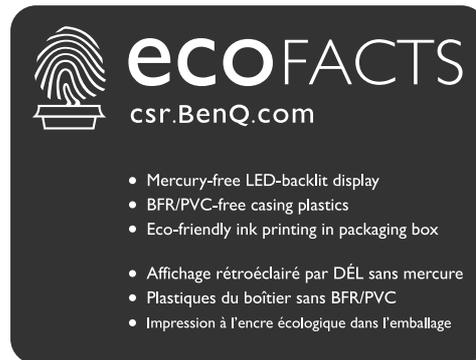 ecoFACTS
csr.BenQ.com
• Mercury-free LED-backlit display
• BFR/PVC-free casing plastics
• Eco-friendly ink printing in packaging box
• Affichage rétroéclairé par DÉL sans mercure
• Plastiques du boîtier sans BFR/PVC
• Impression à l'encre écologique dans l'emballage